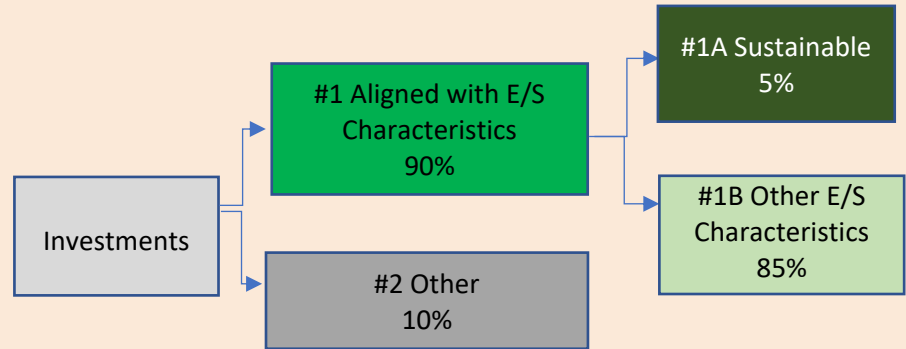 Investments
#1 Aligned with E/S
Characteristics
90%
#2 Other
10%
#1A Sustainable
5%
#1B Other E/S
Characteristics
85%